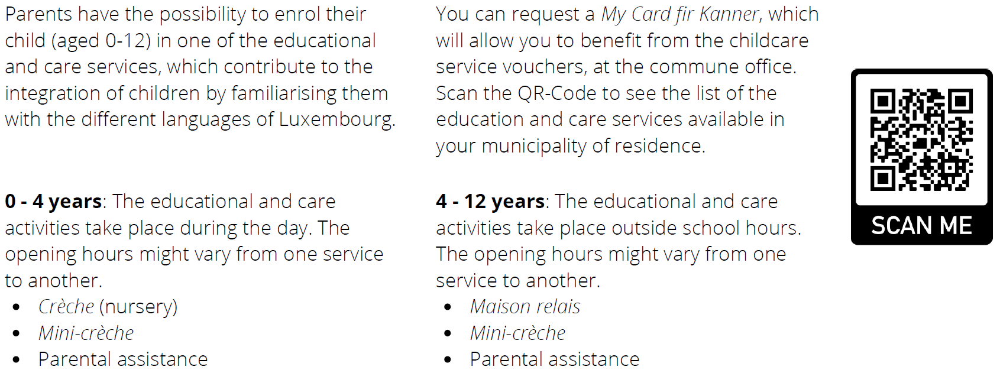 Parents have the possibility to enrol their
child (aged 0-12) in one of the educational
and care services, which contribute to the
integration of children by familiarising them
with the different languages of Luxembourg.
You can request a My Card fir Kanner, which
will allow you to benefit from the childcare
service vouchers, at the commune office.
Scan the QR-Code to see the list of the
education and care services available in
your municipality of residence.
0 - 4 years: The educational and care
activities take place during the day. The
opening hours might vary from one service
to another.
• Crèche (nursery)
• Mini-crèche
• Parental assistance
4 - 12 years: The educational and care
activities take place outside school hours.
The opening hours might vary from one
service to another.
• Maison relais
• Mini-crèche
• Parental assistance
SCAN ME